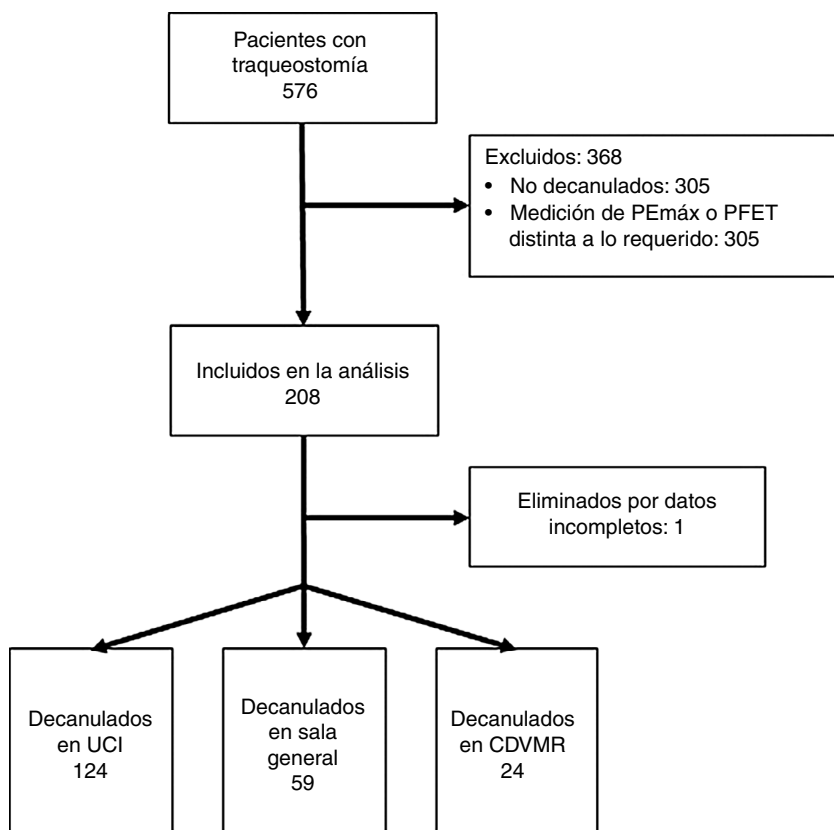 Pacientes con
traqueostomía
576
Excluidos: 368
• No decanulados: 305
• Medición de PEmáx o PFET
distinta a lo requerido: 305
Incluidos en la análisis
208
Eliminados por datos
incompletos: 1
Decanulados
en UCI
124
Decanulados
en sala
general
59
Decanulados
en CDVMR
24